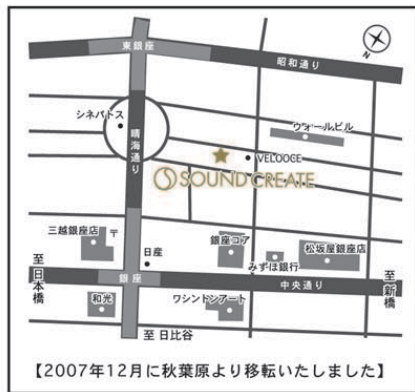 東銀座
昭和通り
N
シネパトス
晴海通り
ウォールビル
VELOOCE
SOUND CREATE
三越銀座店
〒
日産
銀座コア
みずほ銀行
松坂屋銀座店
至日本橋
銀座
中央通り
至新橋
和光
ワシントンアート
至 日比谷
【2007年12月に秋葉原より移転いたしました】